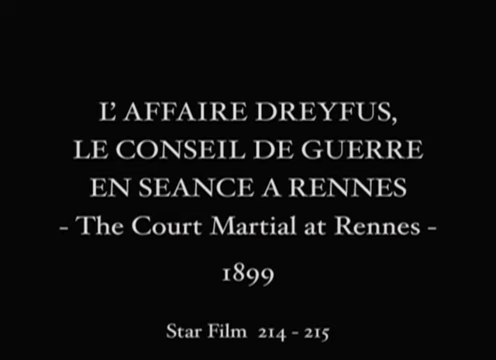 L' AFFAIRE DREYFUS,
LE CONSEIL DE GUERRE
EN SEANCE A RENNES
- The Court Martial at Rennes -
1899
Star Film 214 - 215